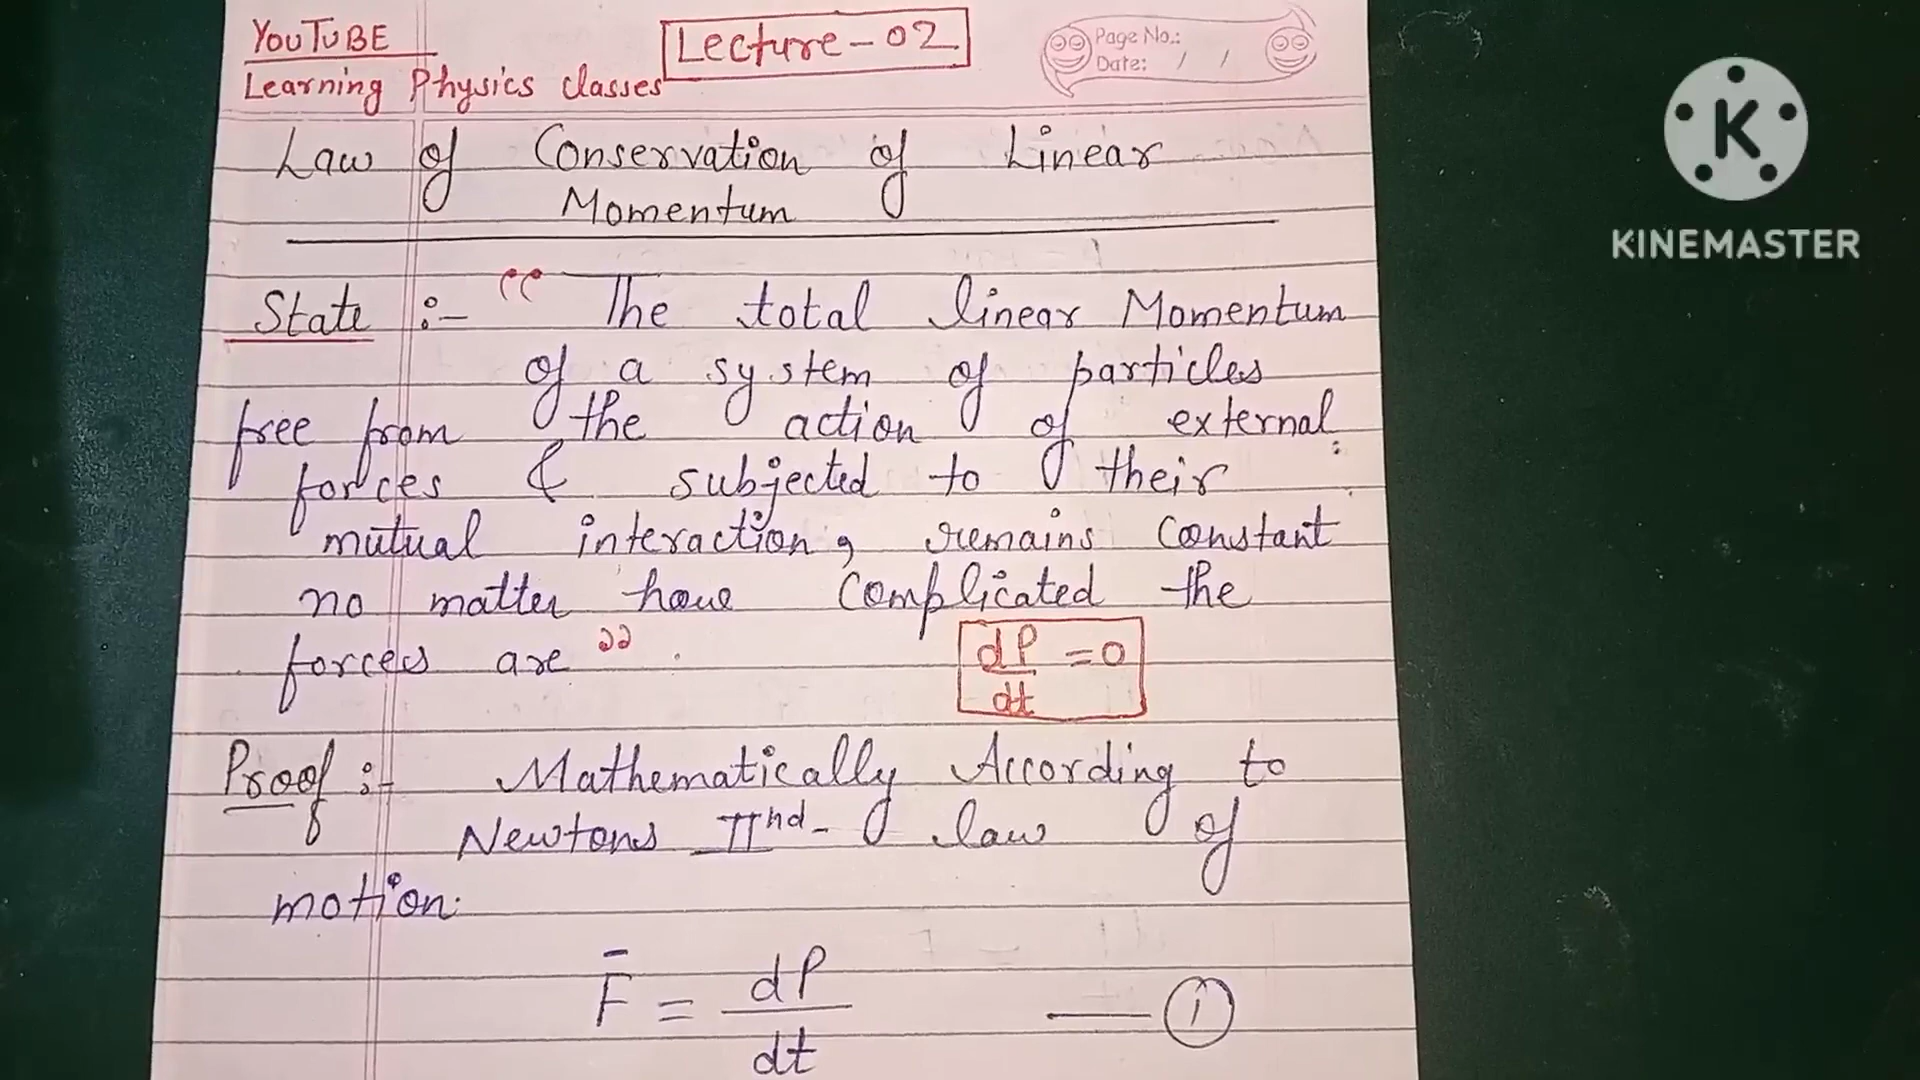 YOUTUBE
Lecture-02
Page No.:
Date: / /
Learning Physics classes
Law of Conservation of Linear
Momentum
State :- “ The total linear Momentum
of a system of particles
free from the action of external
forces & subjected to their
mutual interaction, remains constant
no matter how complicated the
forces are ”
dP/dt = 0
Proof :- Mathematically According to
Newtons IInd - law of
motion.
F̄ = dP/dt — ①
K
KINEMASTER